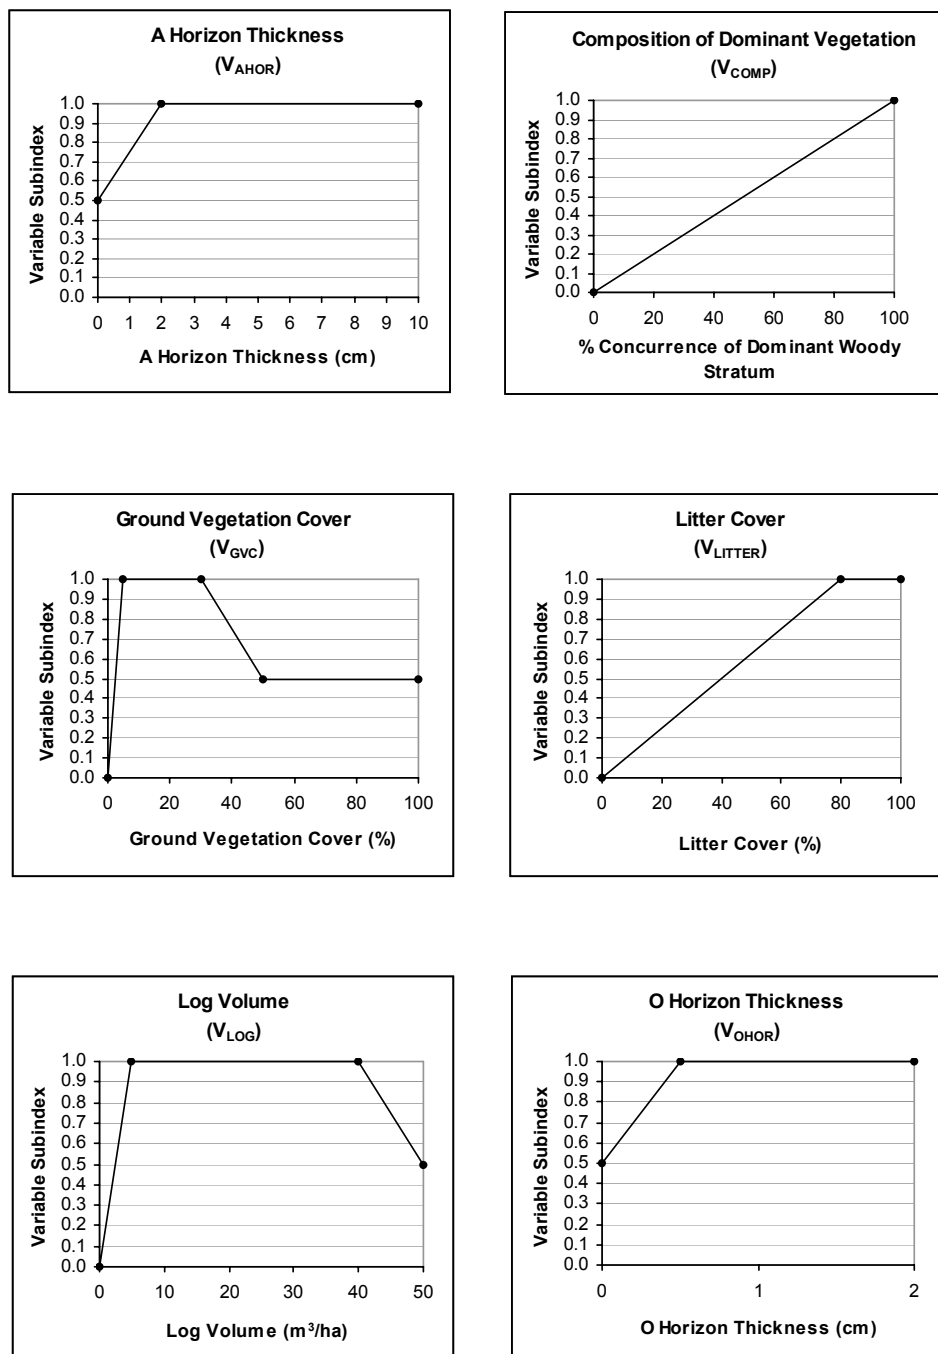 A Horizon Thickness
(V_AHOR)
Variable Subindex
1.0
0.9
0.8
0.7
0.6
0.5
0.4
0.3
0.2
0.1
0.0
0 1 2 3 4 5 6 7 8 9 10
A Horizon Thickness (cm)
Composition of Dominant Vegetation
(V_COMP)
Variable Subindex
1.0
0.9
0.8
0.7
0.6
0.5
0.4
0.3
0.2
0.1
0.0
0 20 40 60 80 100
% Concurrence of Dominant Woody
Stratum
Ground Vegetation Cover
(V_GVC)
Variable Subindex
1.0
0.9
0.8
0.7
0.6
0.5
0.4
0.3
0.2
0.1
0.0
0 20 40 60 80 100
Ground Vegetation Cover (%)
Litter Cover
(V_LITTER)
Variable Subindex
1.0
0.9
0.8
0.7
0.6
0.5
0.4
0.3
0.2
0.1
0.0
0 20 40 60 80 100
Litter Cover (%)
Log Volume
(V_LOG)
Variable Subindex
1.0
0.9
0.8
0.7
0.6
0.5
0.4
0.3
0.2
0.1
0.0
0 10 20 30 40 50
Log Volume (m³/ha)
O Horizon Thickness
(V_OHOR)
Variable Subindex
1.0
0.9
0.8
0.7
0.6
0.5
0.4
0.3
0.2
0.1
0.0
0 1 2
O Horizon Thickness (cm)